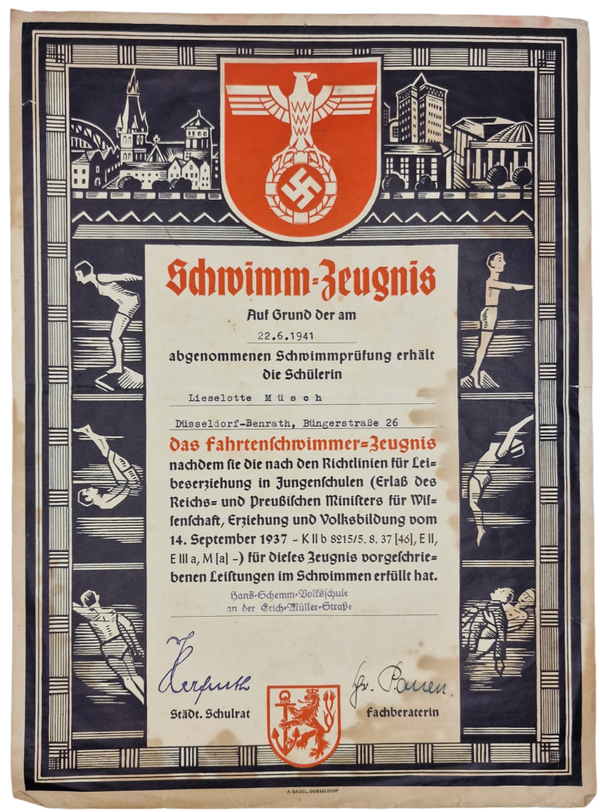 Schwimm-Zeugnis
Auf Grund der am
22.6.1941
abgenommenen Schwimmprüfung erhält
die Schülerin
Lieselotte Müsch
Düsseldorf-Benrath, Büngerstraße 26
das Fahrtenschwimmer-Zeugnis
nachdem sie die nach den Richtlinien für Lei-
beserziehung in Jungenschulen (Erlaß des
Reichs- und Preußischen Ministers für Wis-
senschaft, Erziehung und Volksbildung vom
14. September 1937 – K II b 8215/5. 8. 37 [46], E II,
E III a, M [a] –) für dieses Zeugnis vorgeschrie-
benen Leistungen im Schwimmen erfüllt hat.
Hans-Schemm-Volksschule
an der Erich-Müller-Straße
Städt. Schulrat
Fachberaterin
A. BAGEL, DÜSSELDORF